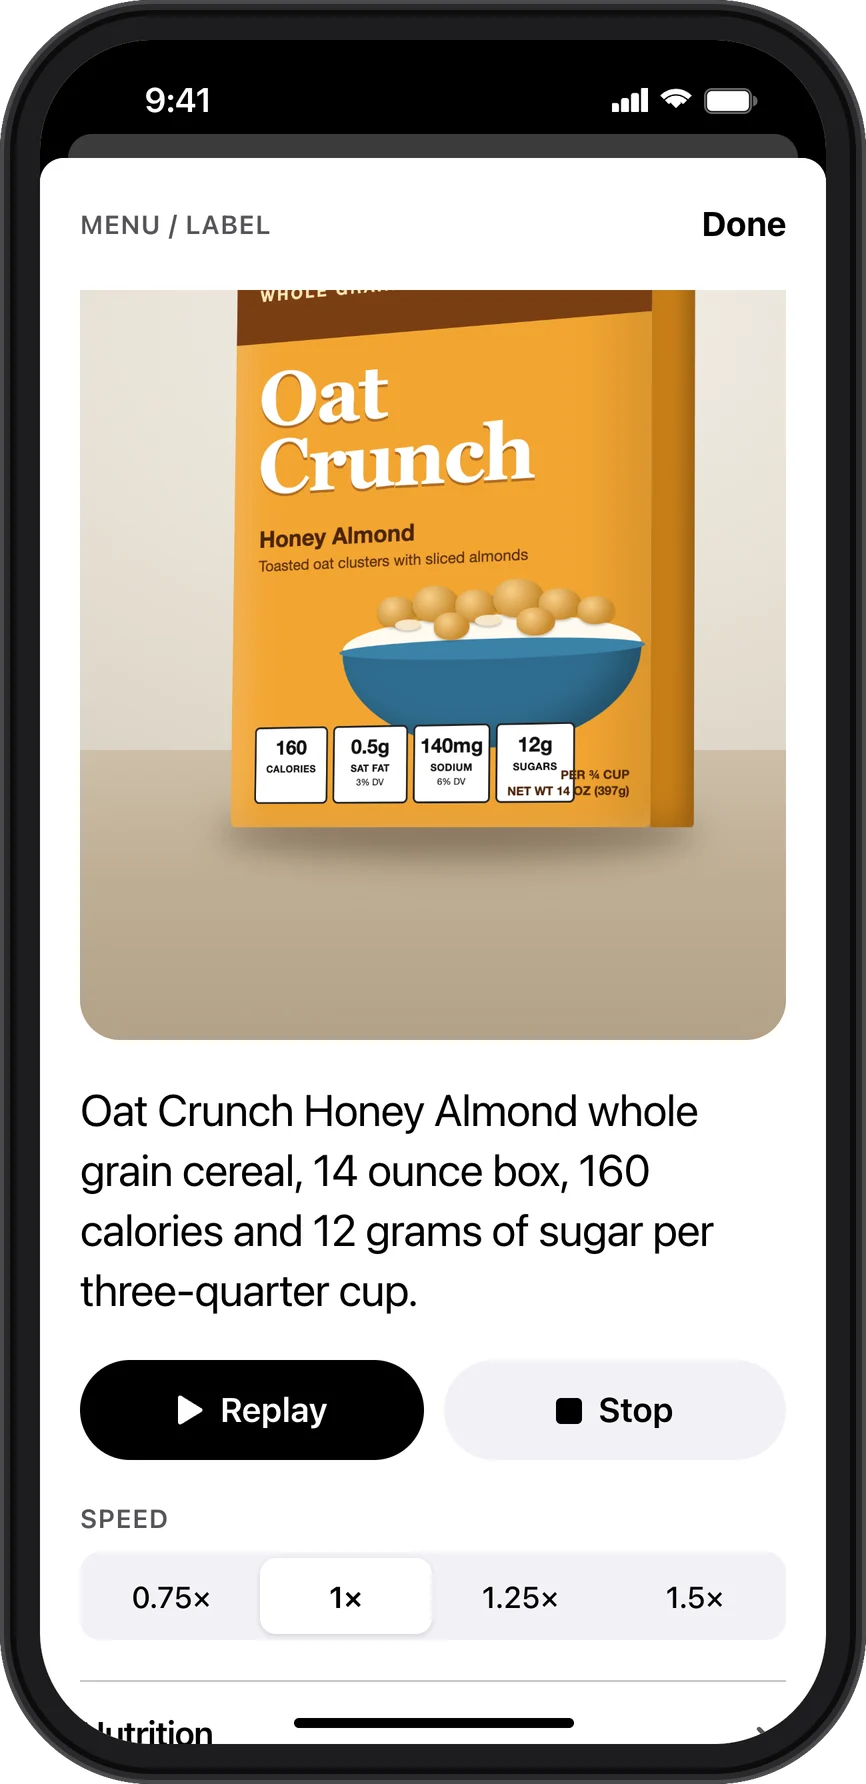 9:41
MENU / LABEL
Done
WHOLE GRAIN
Oat
Crunch
Honey Almond
Toasted oat clusters with sliced almonds
160
CALORIES
0.5g
SAT FAT
3% DV
140mg
SODIUM
6% DV
12g
SUGARS
PER ¾ CUP
NET WT 14 OZ (397g)
Oat Crunch Honey Almond whole
grain cereal, 14 ounce box, 160
calories and 12 grams of sugar per
three-quarter cup.
Replay
Stop
SPEED
0.75×
1×
1.25×
1.5×
Nutrition